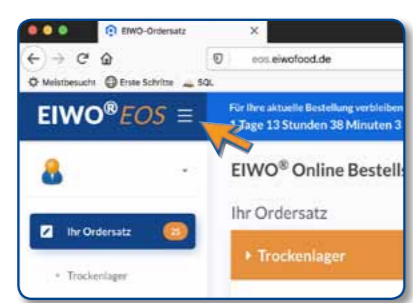 EIWO-Ordersatz
eos.eiwofood.de
Meistbesucht Erste Schritte SQL
EIWO® EOS
Für Ihre aktuelle Bestellung verbleiben
1 Tage 13 Stunden 38 Minuten 3
EIWO® Online Bestells
Ihr Ordersatz
Ihr Ordersatz 25
Trockenlager
Trockenlager